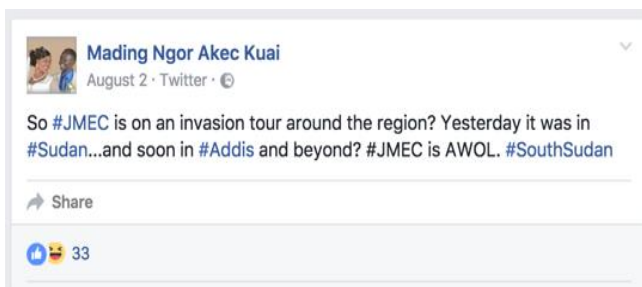 Mading Ngor Akec Kuai
August 2 · Twitter ·
So #JMEC is on an invasion tour around the region? Yesterday it was in
#Sudan...and soon in #Addis and beyond? #JMEC is AWOL. #SouthSudan
Share
33